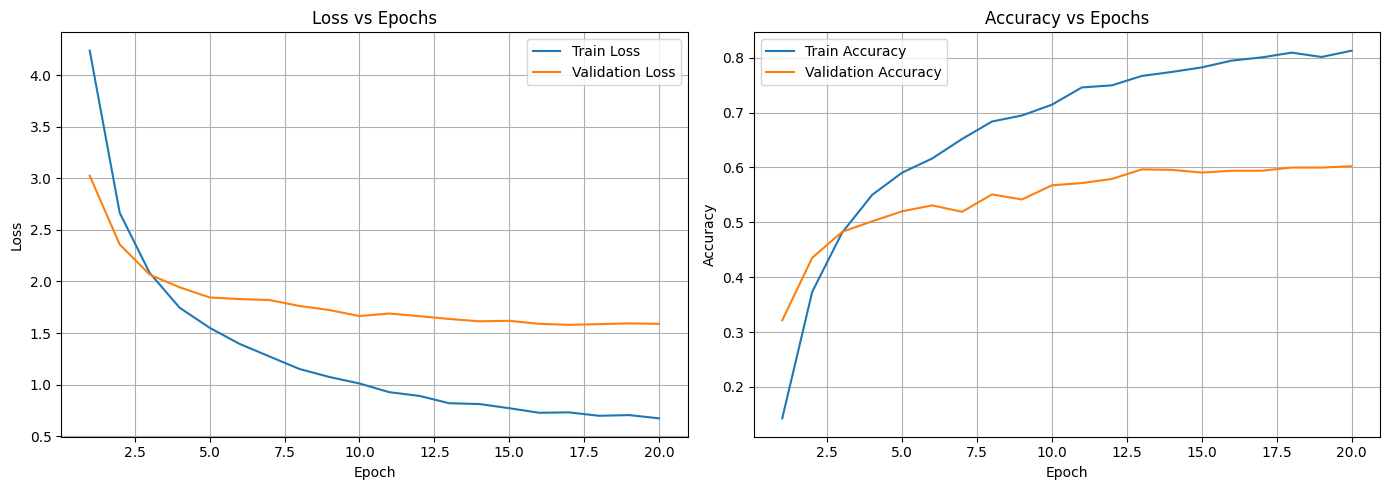 Loss vs Epochs
Train Loss
Validation Loss
4.0
3.5
3.0
2.5
2.0
1.5
1.0
0.5
Loss
2.5 5.0 7.5 10.0 12.5 15.0 17.5 20.0
Epoch
Accuracy vs Epochs
Train Accuracy
Validation Accuracy
0.8
0.7
0.6
0.5
0.4
0.3
0.2
Accuracy
2.5 5.0 7.5 10.0 12.5 15.0 17.5 20.0
Epoch